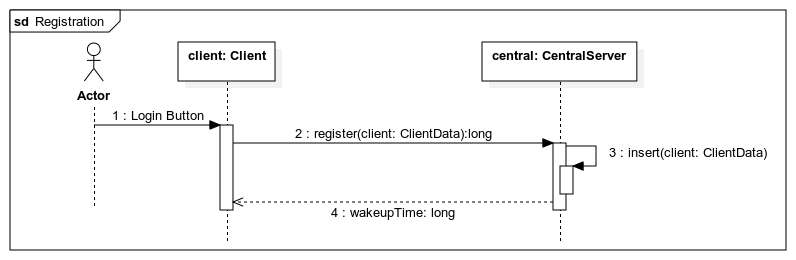 sd Registration
client: Client
central: CentralServer
Actor
1 : Login Button
2 : register(client: ClientData):long
3 : insert(client: ClientData)
4 : wakeupTime: long